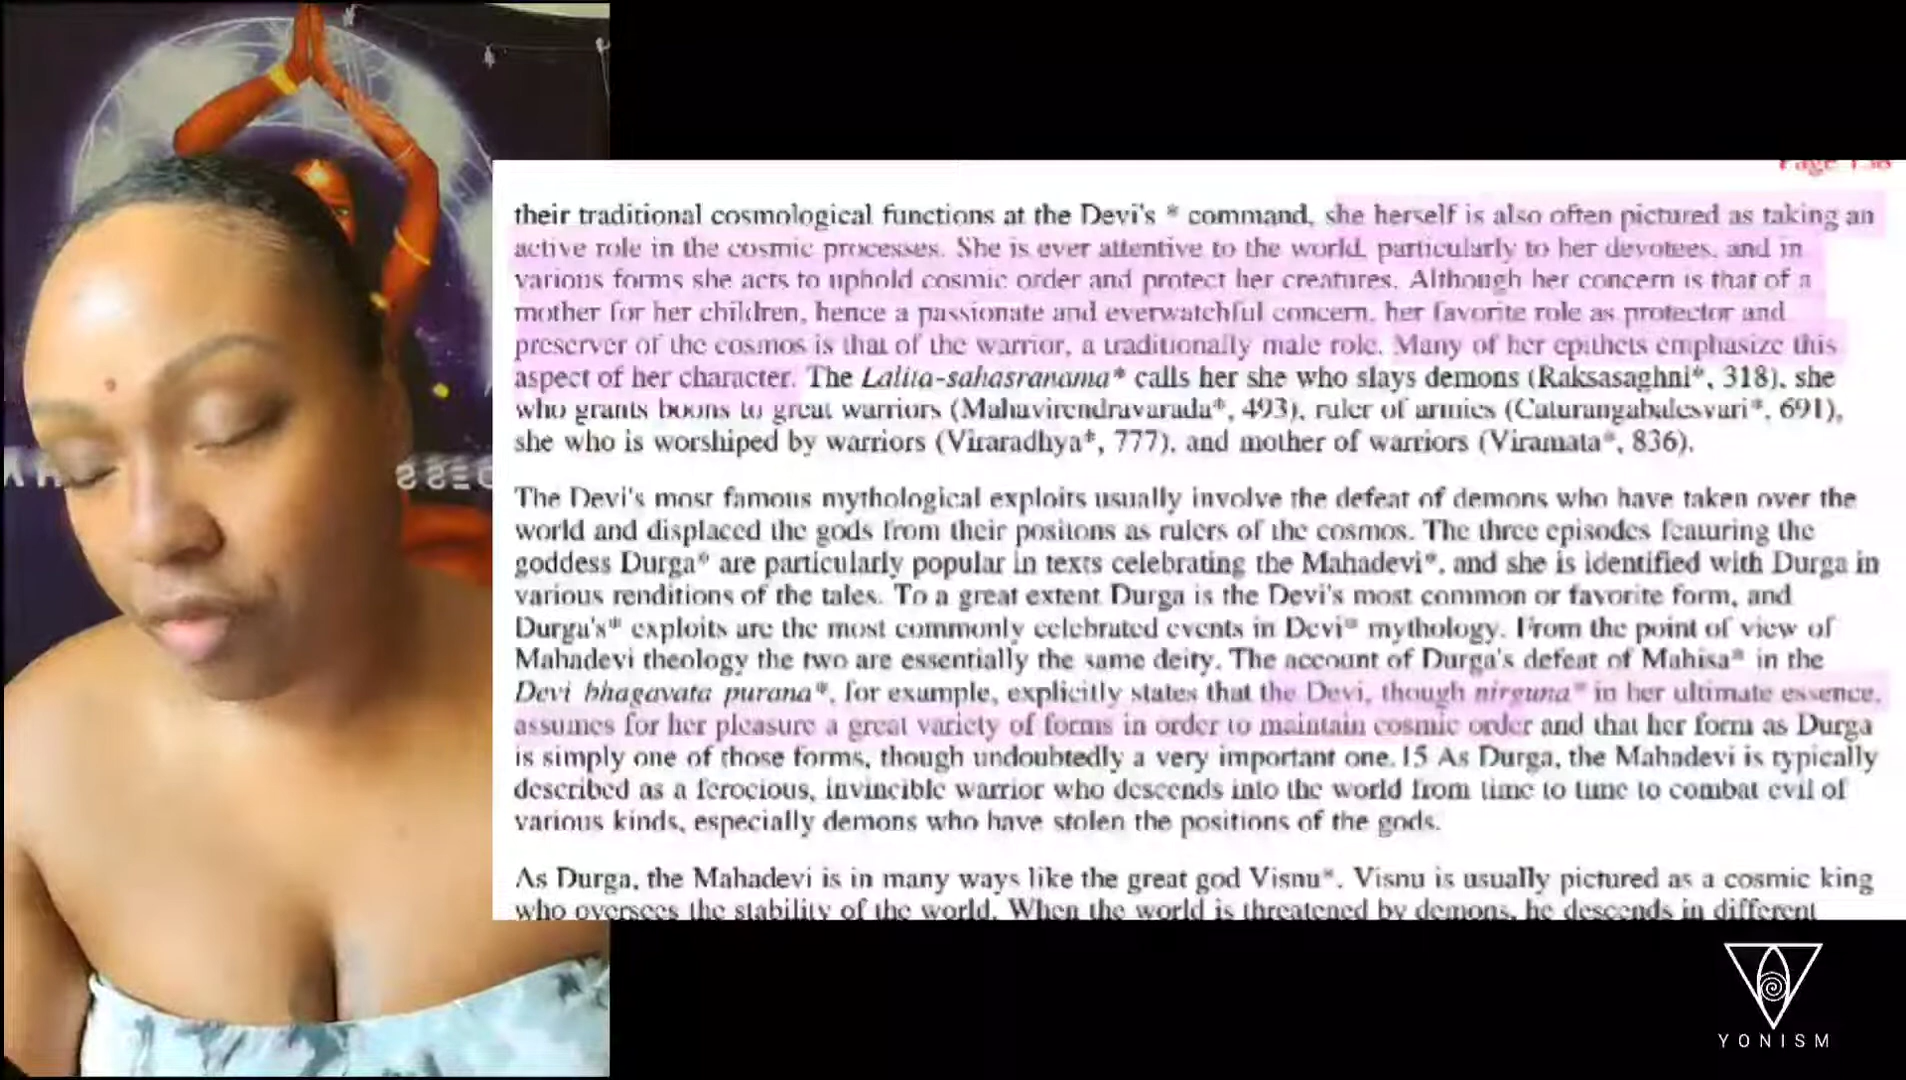 their traditional cosmological functions at the Devi's * command, she herself is also often pictured as taking an
active role in the cosmic processes. She is ever attentive to the world, particularly to her devotees, and in
various forms she acts to uphold cosmic order and protect her creatures. Although her concern is that of a
mother for her children, hence a passionate and everwatchful concern, her favorite role as protector and
preserver of the cosmos is that of the warrior, a traditionally male role. Many of her epithets emphasize this
aspect of her character. The Lalita-sahasranama* calls her she who slays demons (Raksasaghni*, 318), she
who grants boons to great warriors (Mahavirendravarada*, 493), ruler of armies (Caturangabalesvari*, 691),
she who is worshiped by warriors (Viraradhya*, 777), and mother of warriors (Viramata*, 836).
The Devi's most famous mythological exploits usually involve the defeat of demons who have taken over the
world and displaced the gods from their positons as rulers of the cosmos. The three episodes featuring the
goddess Durga* are particularly popular in texts celebrating the Mahadevi*, and she is identified with Durga in
various renditions of the tales. To a great extent Durga is the Devi's most common or favorite form, and
Durga's* exploits are the most commonly celebrated events in Devi* mythology. From the point of view of
Mahadevi theology the two are essentially the same deity. The account of Durga's defeat of Mahisa* in the
Devi bhagavata purana*, for example, explicitly states that the Devi, though nirguna* in her ultimate essence,
assumes for her pleasure a great variety of forms in order to maintain cosmic order and that her form as Durga
is simply one of those forms, though undoubtedly a very important one. 15 As Durga, the Mahadevi is typically
described as a ferocious, invincible warrior who descends into the world from time to time to combat evil of
various kinds, especially demons who have stolen the positions of the gods.
As Durga, the Mahadevi is in many ways like the great god Visnu*. Visnu is usually pictured as a cosmic king
who oversees the stability of the world. When the world is threatened by demons, he descends in different
YONISM